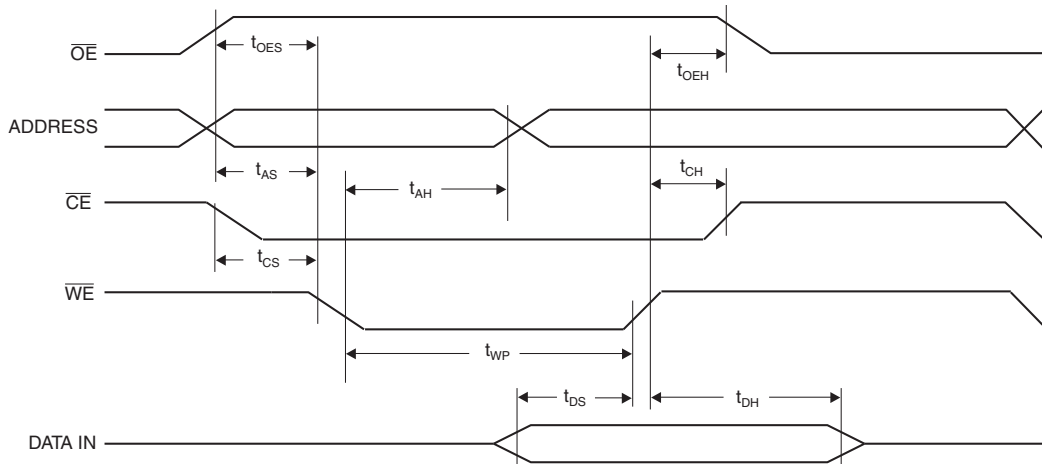 OE
tOES
tOEH
ADDRESS
tAS
tAH
tCH
CE
tCS
WE
tWP
tDS
tDH
DATA IN